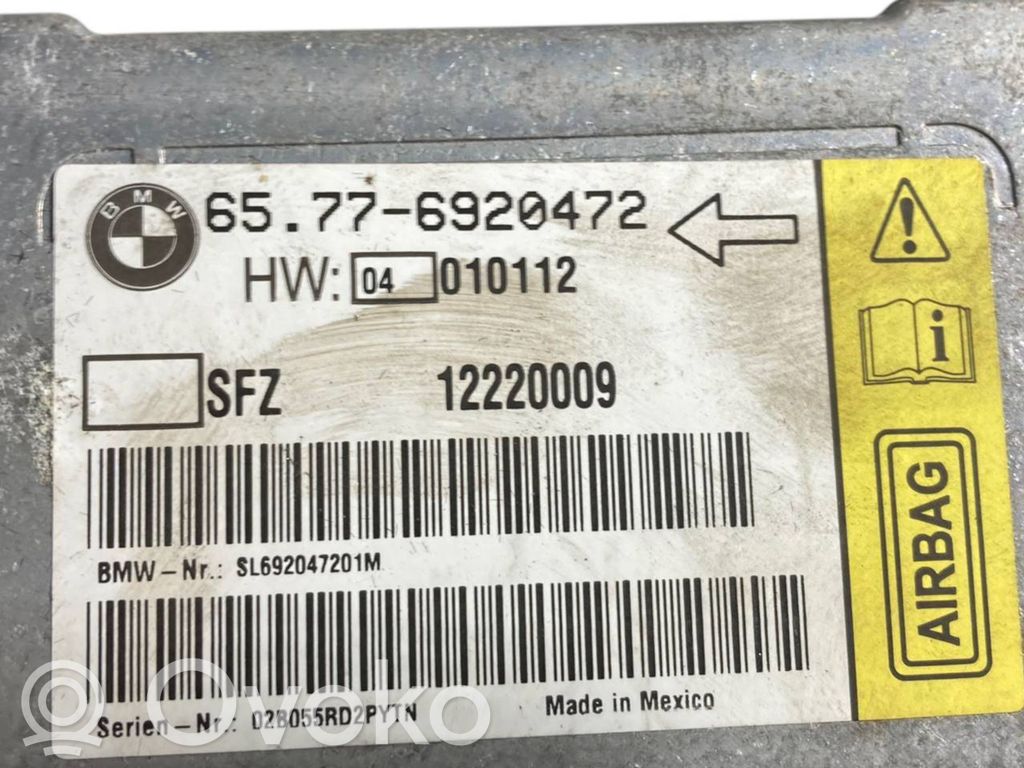 BMW
65.77-6920472
HW: 04 010112
SFZ 12220009
BMW-Nr.: SL692047201M
Serien-Nr.: 02B055RD2PYTN
Made in Mexico
AIRBAG
Ovoko